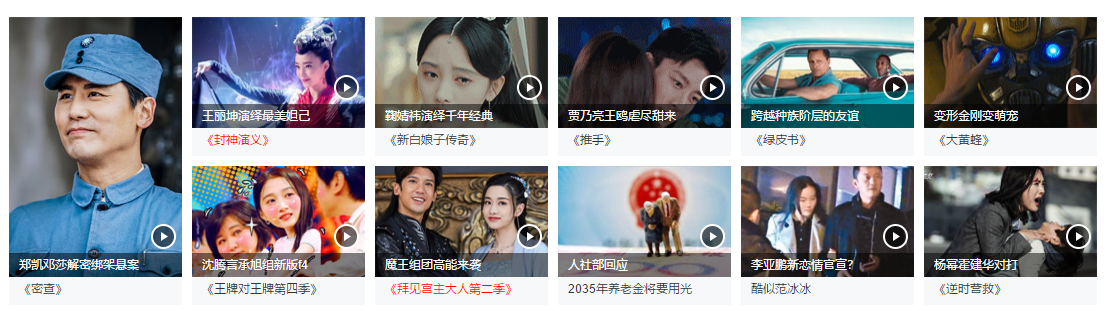 郑凯邓莎解密绑架悬案
《密查》
王丽坤演绎最美妲己
《封神演义》
鞠婧祎演绎千年经典
《新白娘子传奇》
贾乃亮王鸥虐尽甜来
《推手》
跨越种族阶层的友谊
《绿皮书》
变形金刚变萌宠
《大黄蜂》
沈腾言承旭组新版f4
《王牌对王牌第四季》
魔王组团高能来袭
《拜见宫主大人第二季》
人社部回应
2035年养老金将要用光
李亚鹏新恋情官宣?
酷似范冰冰
杨幂霍建华对打
《逆时营救》